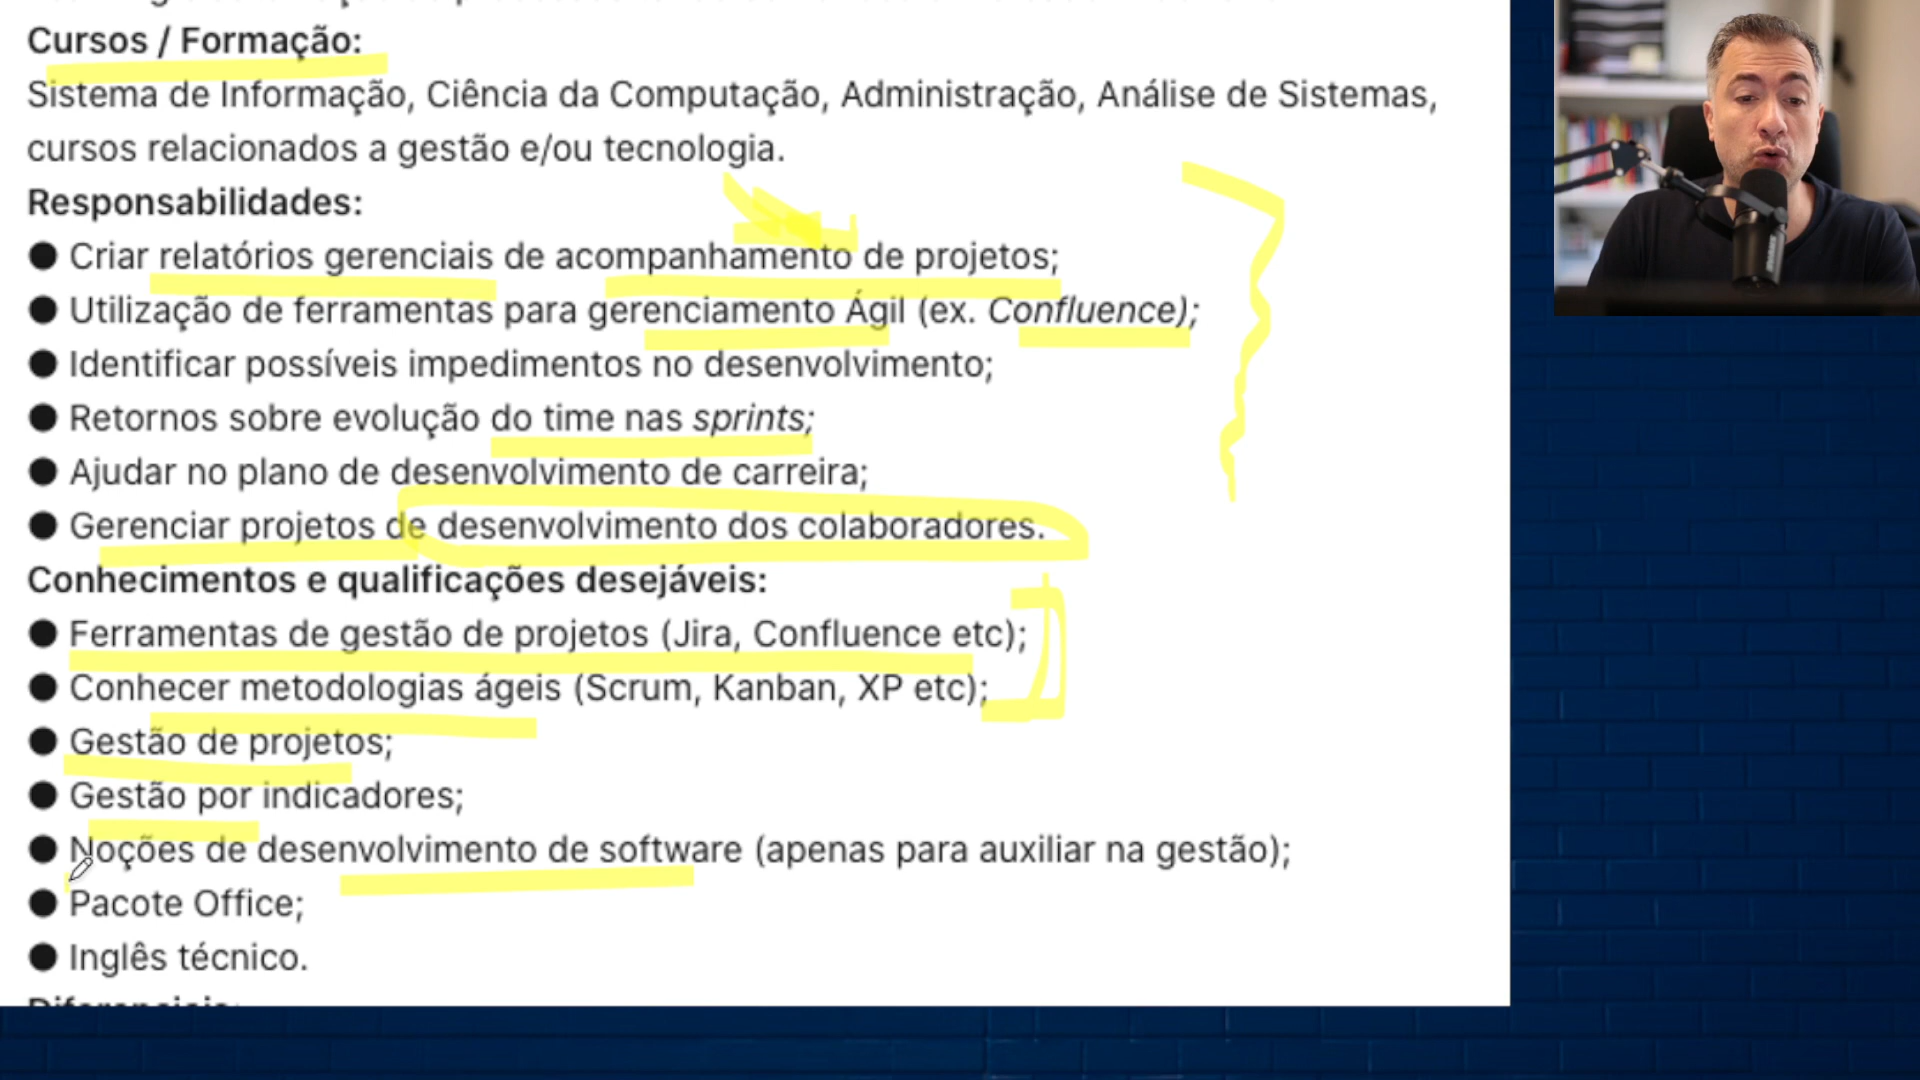 Cursos / Formação:
Sistema de Informação, Ciência da Computação, Administração, Análise de Sistemas,
cursos relacionados a gestão e/ou tecnologia.
Responsabilidades:
● Criar relatórios gerenciais de acompanhamento de projetos;
● Utilização de ferramentas para gerenciamento Ágil (ex. Confluence);
● Identificar possíveis impedimentos no desenvolvimento;
● Retornos sobre evolução do time nas sprints;
● Ajudar no plano de desenvolvimento de carreira;
● Gerenciar projetos de desenvolvimento dos colaboradores.
Conhecimentos e qualificações desejáveis:
● Ferramentas de gestão de projetos (Jira, Confluence etc);
● Conhecer metodologias ágeis (Scrum, Kanban, XP etc);
● Gestão de projetos;
● Gestão por indicadores;
● Noções de desenvolvimento de software (apenas para auxiliar na gestão);
● Pacote Office;
● Inglês técnico.
Diferenciais: